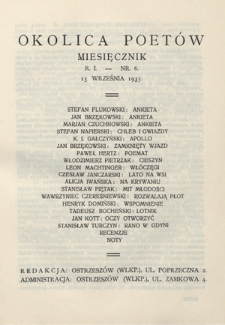 OKOLICA POETÓW
MIESIĘCZNIK
R. I. — NR. 6.
15 WRZEŚNIA 1935.
STEFAN FLUKOWSKI: ANKIETA
JAN BRZĘKOWSKI: ANKIETA
MARJAN CZUCHNOWSKI: ANKIETA
STEFAN NAPIERSKI: CHLEB I GWIAZDY
K. I. GAŁCZYŃSKI: APOLLO
JAN BRZĘKOWSKI: ZAMKNIĘTY WJAZD
PAWEŁ HERTZ: POEMAT
WŁODZIMIERZ PIETRZAK: CHISZYN
LEON MACHTINGER: WŁÓCZĘGI
CZESŁAW JANCZARSKI: LATO NA WSI
ALICJA IWAŃSKA: NA KRYWANIU
STANISŁAW PIĘTAK: MIT MŁODOŚCI
WAWRZYNIEC CZEREŚNIEWSKI: ROZWALAJĄ PŁOT
HENRYK DOMIŃSKI: WSPOMNIENIE
TADEUSZ BOCHEŃSKI: LOTNIK
JAN KOTT: OCZY OTWORZYĆ
STANISŁAW TURCZYN: RANO W GDYNI
RECENZJE
NOTY
REDAKCJA: OSTRZESZÓW (WLKP.), UL. POPRZECZNA 2.
ADMINISTRACJA: OSTRZESZÓW (WLKP.), UL. ZAMKOWA 4.